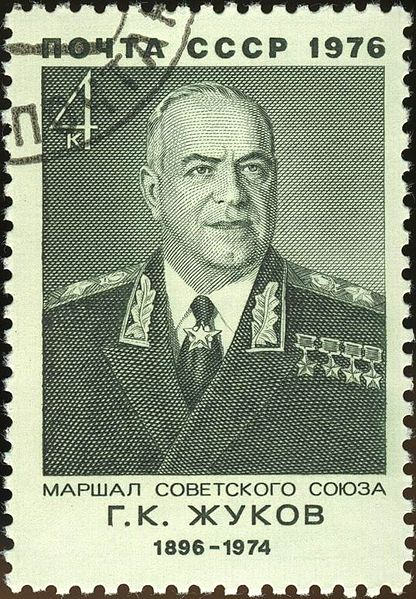 ПОЧТА СССР 1976
4
К
МАРШАЛ СОВЕТСКОГО СОЮЗА
Г.К. ЖУКОВ
1896-1974